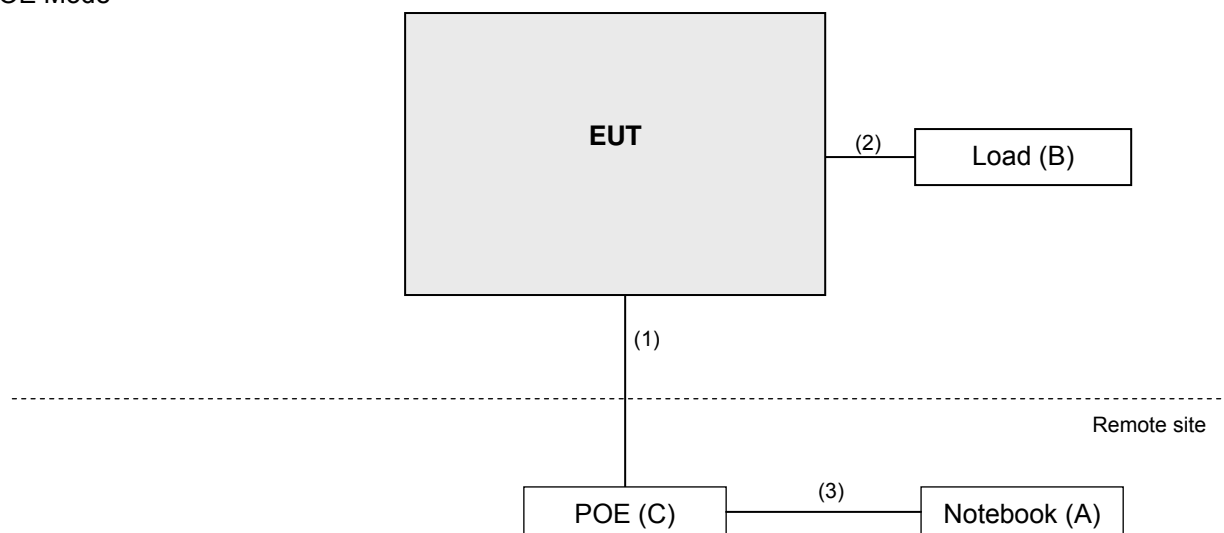 EUT
(2)
Load (B)
(1)
Remote site
(3)
POE (C)
Notebook (A)